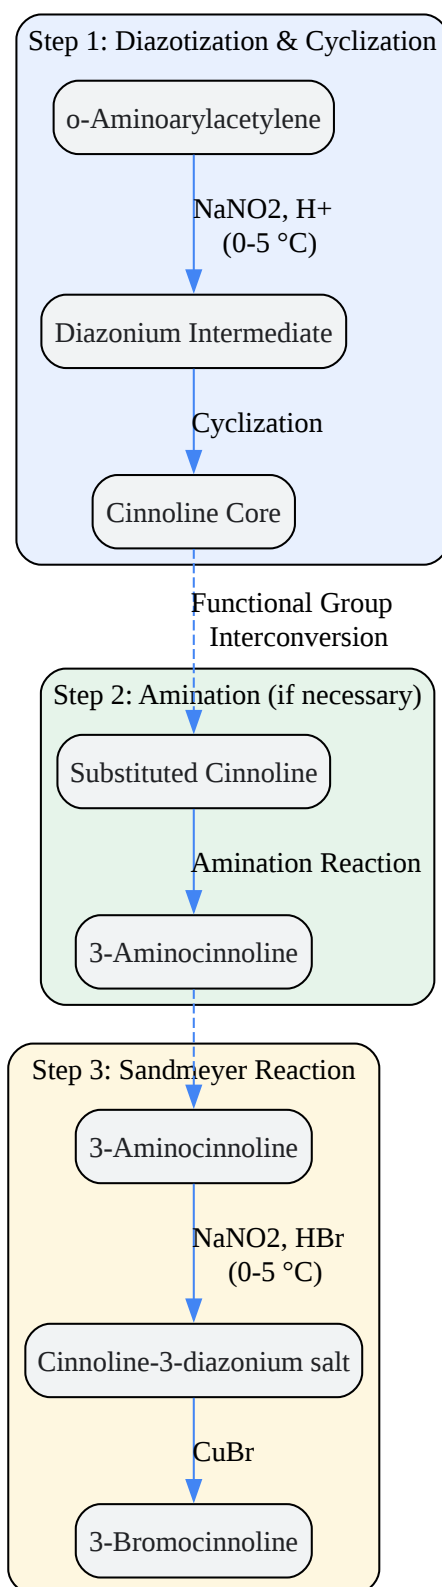 Step 1: Diazotization & Cyclization
o-Aminoarylacetylene
NaNO2, H+
(0-5 °C)
Diazonium Intermediate
Cyclization
Cinnoline Core
Functional Group
Interconversion
Step 2: Amination (if necessary)
Substituted Cinnoline
Amination Reaction
3-Aminocinnoline
Step 3: Sandmeyer Reaction
3-Aminocinnoline
NaNO2, HBr
(0-5 °C)
Cinnoline-3-diazonium salt
CuBr
3-Bromocinnoline